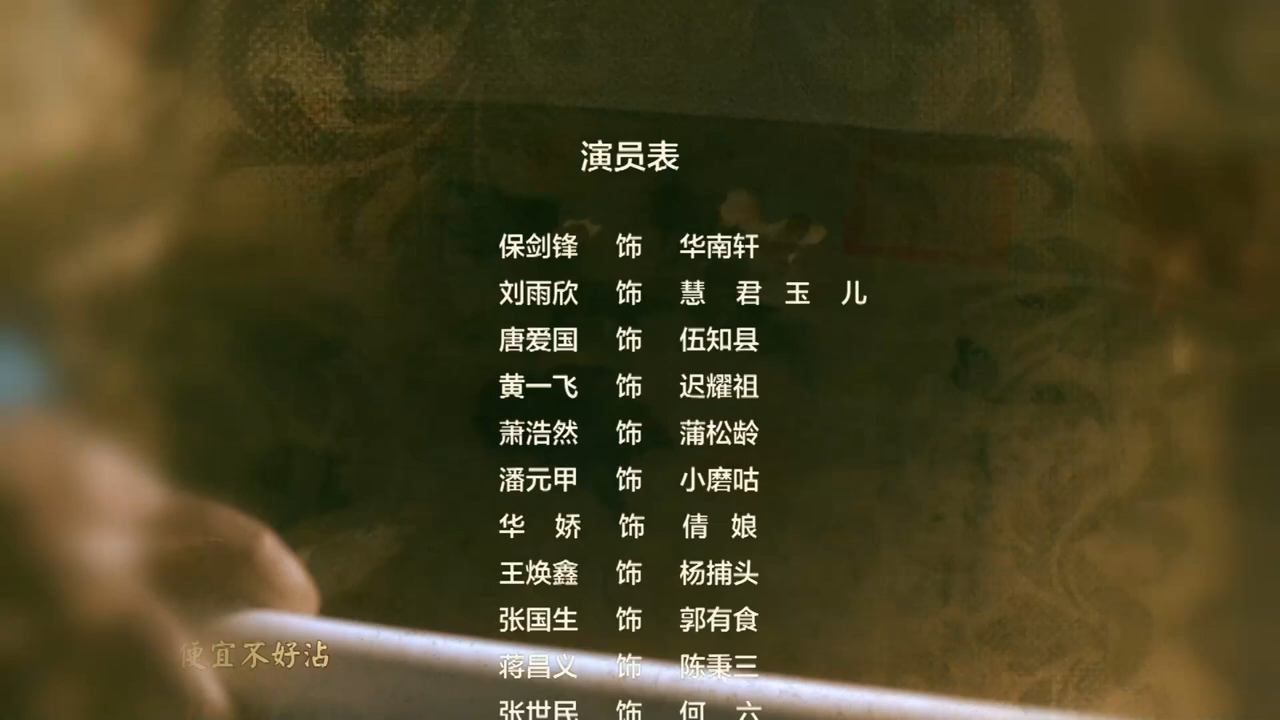 演员表
保剑锋 饰 华南轩
刘雨欣 饰 慧 君 玉 儿
唐爱国 饰 伍知县
黄一飞 饰 迟耀祖
萧浩然 饰 蒲松龄
潘元甲 饰 小磨咕
华 娇 饰 倩 娘
王焕鑫 饰 杨捕头
张国生 饰 郭有食
便宜不好沾
蒋昌义 饰 陈秉三
张世民 饰 何 六